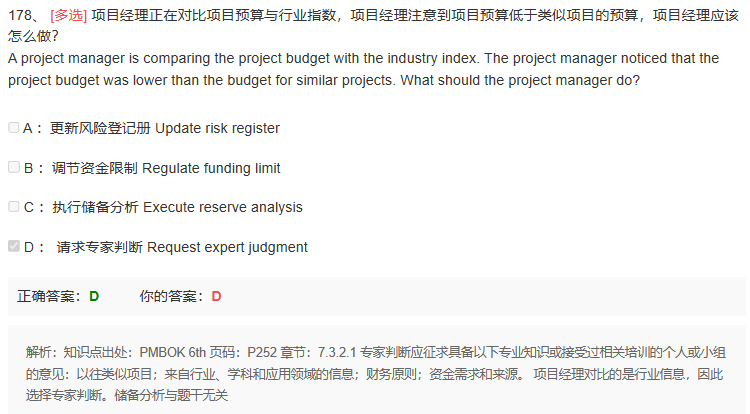 178、 [多选] 项目经理正在对比项目预算与行业指数，项目经理注意到项目预算低于类似项目的预算，项目经理应该
怎么做?
A project manager is comparing the project budget with the industry index. The project manager noticed that the
project budget was lower than the budget for similar projects. What should the project manager do?
A： 更新风险登记册 Update risk register
B： 调节资金限制 Regulate funding limit
C： 执行储备分析 Execute reserve analysis
D： 请求专家判断 Request expert judgment
正确答案：D 你的答案：D
解析：知识点出处：PMBOK 6th 页码：P252 章节：7.3.2.1 专家判断应征求具备以下专业知识或接受过相关培训的个人或小组
的意见：以往类似项目；来自行业、学科和应用领域的信息；财务原则；资金需求和来源。 项目经理对比的是行业信息，因此
选择专家判断。储备分析与题干无关